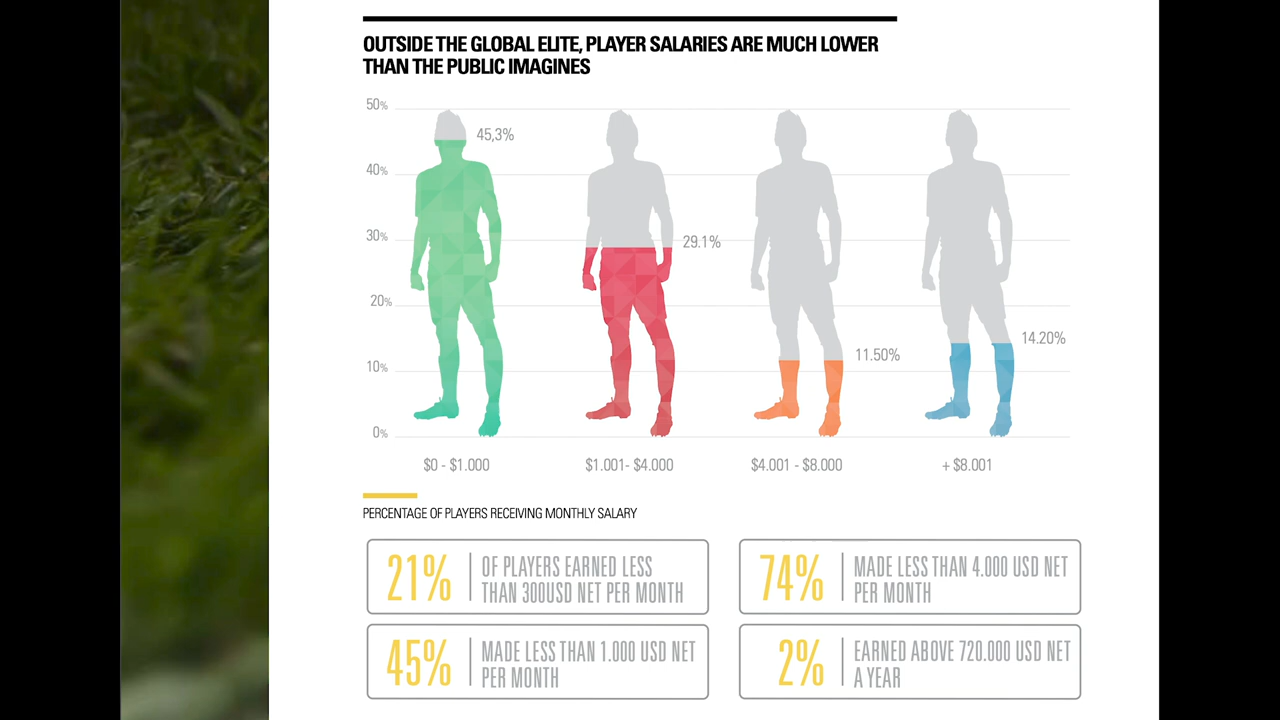 OUTSIDE THE GLOBAL ELITE, PLAYER SALARIES ARE MUCH LOWER
THAN THE PUBLIC IMAGINES
50%
45,3%
40%
30%
29.1%
20%
14.20%
11.50%
10%
0%
$0 - $1.000
$1.001- $4.000
$4.001 - $8.000
+ $8.001
PERCENTAGE OF PLAYERS RECEIVING MONTHLY SALARY
21%
OF PLAYERS EARNED LESS
THAN 300USD NET PER MONTH
74%
MADE LESS THAN 4.000 USD NET
PER MONTH
45%
MADE LESS THAN 1.000 USD NET
PER MONTH
2%
EARNED ABOVE 720.000 USD NET
A YEAR